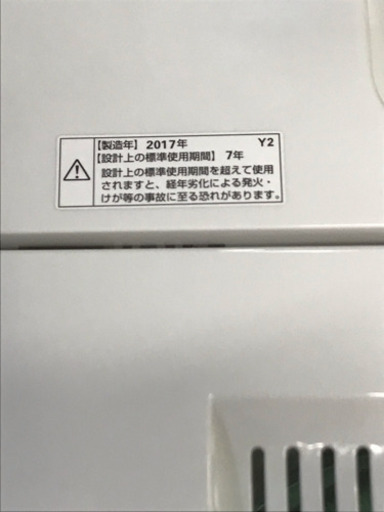 【製造年】2017年 Y2
【設計上の標準使用期間】7年
設計上の標準使用期間を超えて使用
されますと、経年劣化による発火・
けが等の事故に至る恐れがあります。